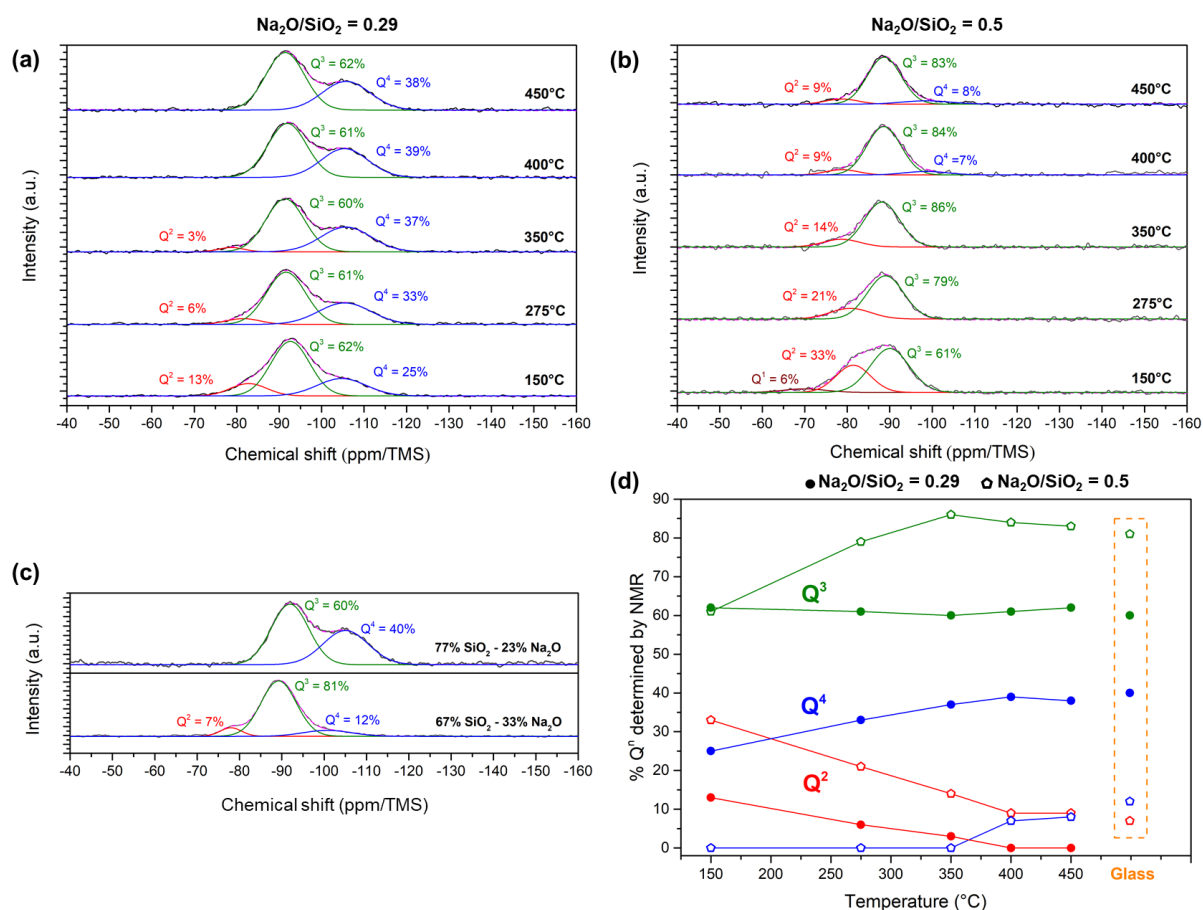 Na₂O/SiO₂ = 0.29
(a)
Intensity (a.u.)
Q³ = 62%
Q⁴ = 38%
450°C
Q³ = 61%
Q⁴ = 39%
400°C
Q³ = 60%
Q⁴ = 37%
Q² = 3%
350°C
Q³ = 61%
Q⁴ = 33%
Q² = 6%
275°C
Q³ = 62%
Q⁴ = 25%
Q² = 13%
150°C
-40 -50 -60 -70 -80 -90 -100 -110 -120 -130 -140 -150 -160
Chemical shift (ppm/TMS)
Na₂O/SiO₂ = 0.5
(b)
Intensity (a.u.)
Q³ = 83%
Q² = 9%
Q⁴ = 8%
450°C
Q³ = 84%
Q² = 9%
Q⁴ =7%
400°C
Q³ = 86%
Q² = 14%
350°C
Q³ = 79%
Q² = 21%
275°C
Q² = 33%
Q³ = 61%
Q¹ = 6%
150°C
-40 -50 -60 -70 -80 -90 -100 -110 -120 -130 -140 -150 -160
Chemical shift (ppm/TMS)
(c)
Intensity (a.u.)
Q³ = 60%
Q⁴ = 40%
77% SiO₂ - 23% Na₂O
Q³ = 81%
Q² = 7%
Q⁴ = 12%
67% SiO₂ - 33% Na₂O
-40 -50 -60 -70 -80 -90 -100 -110 -120 -130 -140 -150 -160
Chemical shift (ppm/TMS)
(d)
Na₂O/SiO₂ = 0.29 Na₂O/SiO₂ = 0.5
% Qⁿ determined by NMR
90
80
70
60
50
40
30
20
10
0
Q³
Q⁴
Q²
150 200 250 300 350 400 450 Glass
Temperature (°C)